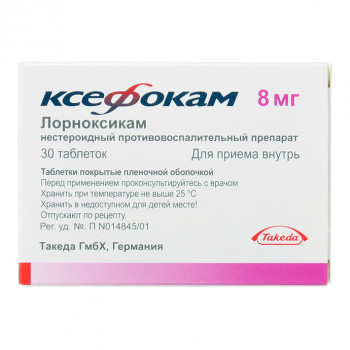 ксефокам 8 мг
Лорноксикам
нестероидный противовоспалительный препарат
30 таблеток Для приема внутрь
Таблетки покрытые пленочной оболочкой
Перед применением проконсультируйтесь с врачом
Хранить при температуре не выше 25 °C
Хранить в недоступном для детей месте!
Отпускают по рецепту.
Рег. уд. №: П N014845/01
Такеда ГмбХ, Германия
Takeda